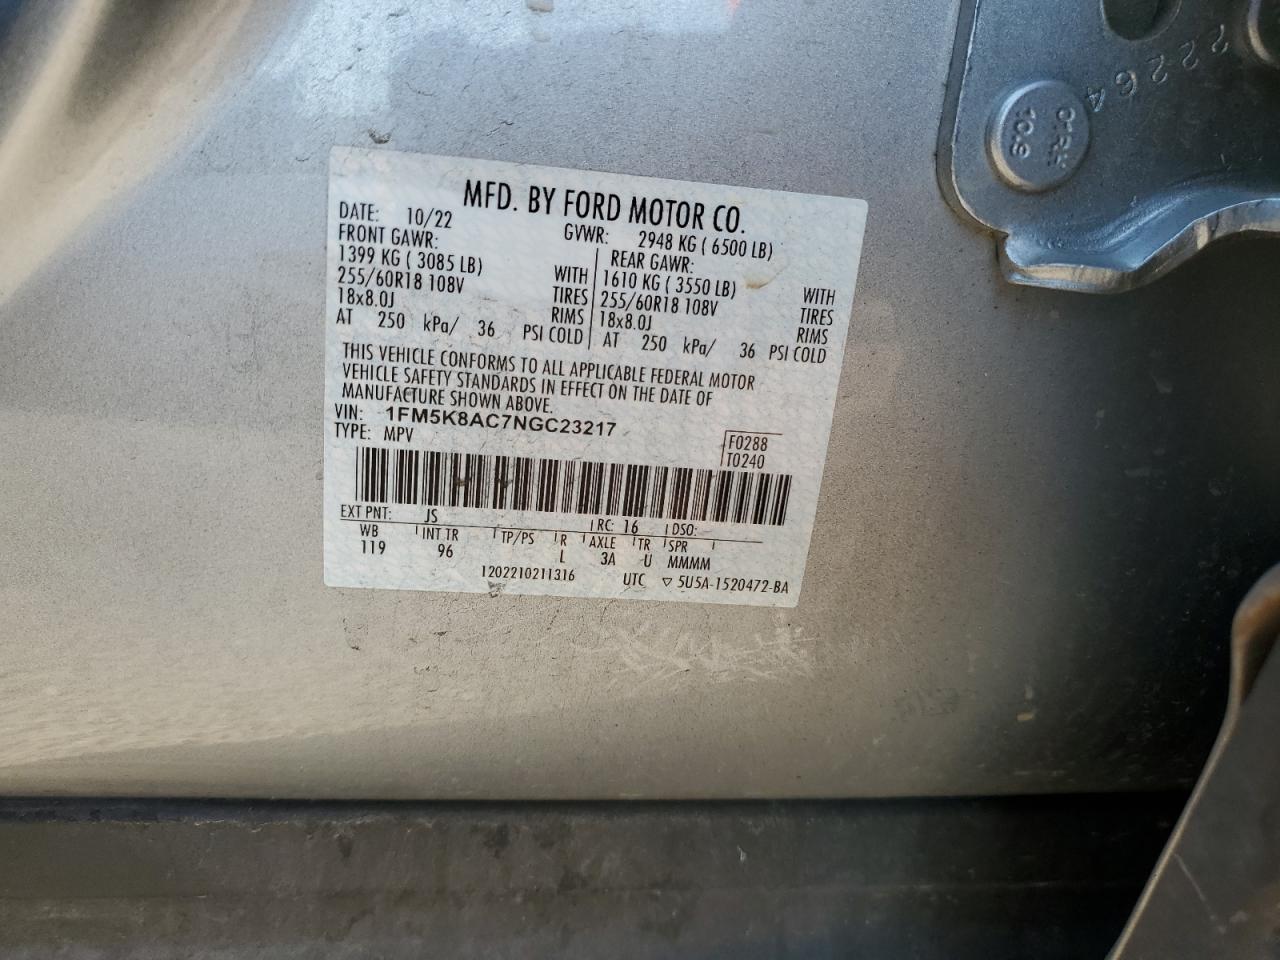 MFD. BY FORD MOTOR CO.
DATE: 10/22 GVWR: 2948 KG ( 6500 LB)
FRONT GAWR: REAR GAWR:
1399 KG ( 3085 LB) WITH 1610 KG ( 3550 LB) WITH
255/60R18 108V TIRES 255/60R18 108V TIRES
18x8.0J RIMS 18x8.0J RIMS
AT 250 kPa/ 36 PSI COLD AT 250 kPa/ 36 PSI COLD
THIS VEHICLE CONFORMS TO ALL APPLICABLE FEDERAL MOTOR
VEHICLE SAFETY STANDARDS IN EFFECT ON THE DATE OF
MANUFACTURE SHOWN ABOVE.
VIN: 1FM5K8AC7NGC23217
TYPE: MPV
F0288
T0240
EXT PNT: JS RC: 16 DSO:
WB INT TR TP/PS R AXLE TR SPR
119 96 L 3A U MMMM
1202210211316 UTC ▽ 5U5A-1520472-BA
2264
01RH
10.9